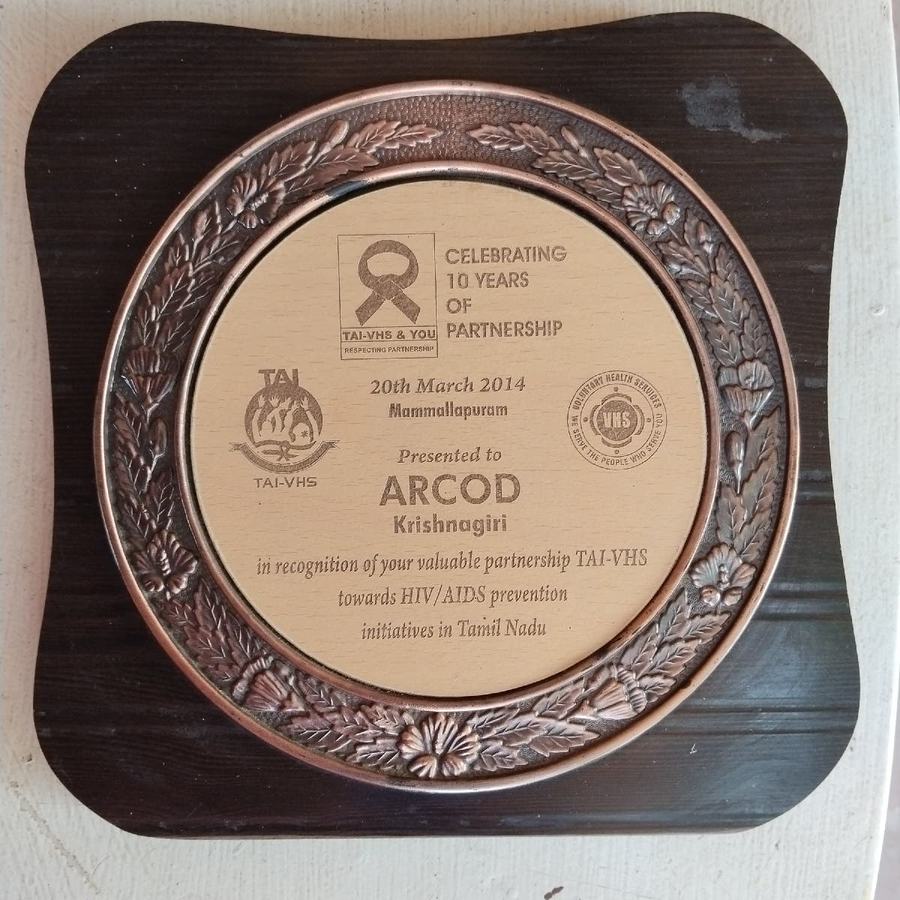 CELEBRATING
10 YEARS
OF
PARTNERSHIP
TAI-VHS & YOU
RESPECTING PARTNERSHIP
20th March 2014
Mammallapuram
TAI
TAI-VHS
VOLUNTARY HEALTH SERVICES
VHS
WE SERVE THE PEOPLE WHO SERVE YOU
Presented to
ARCOD
Krishnagiri
in recognition of your valuable partnership TAI-VHS
towards HIV/AIDS prevention
initiatives in Tamil Nadu